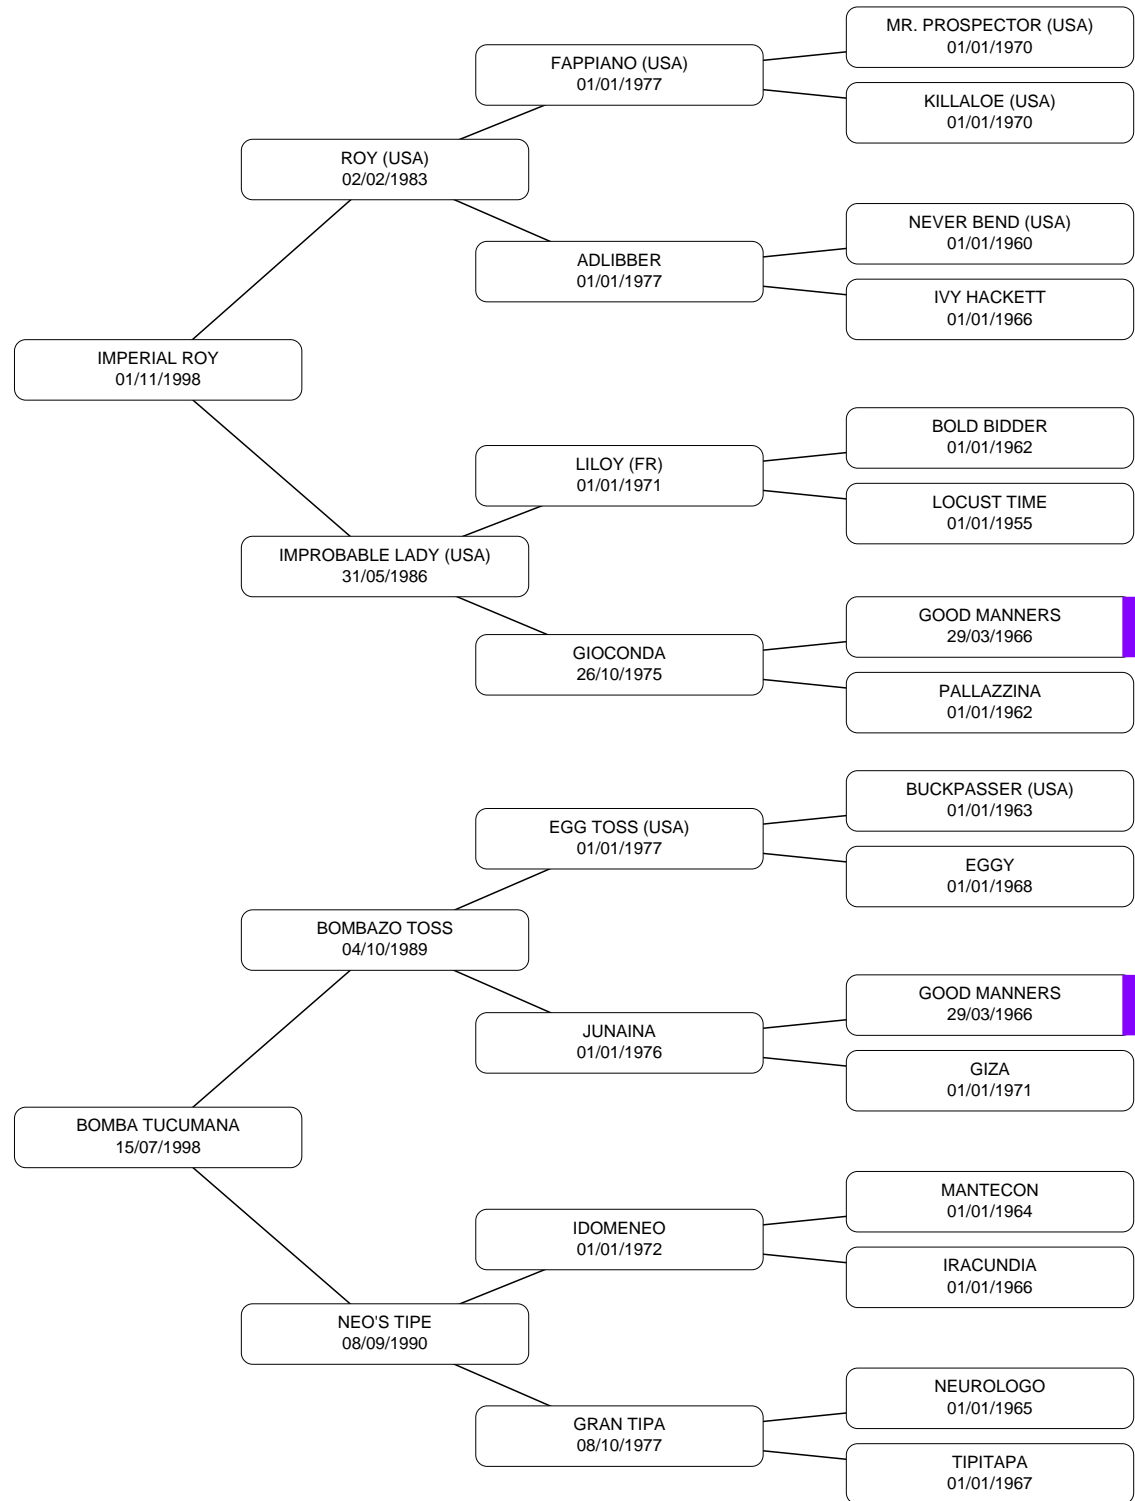 MR. PROSPECTOR (USA)
01/01/1970
FAPPIANO (USA)
01/01/1977
KILLALOE (USA)
01/01/1970
ROY (USA)
02/02/1983
NEVER BEND (USA)
01/01/1960
ADLIBBER
01/01/1977
IVY HACKETT
01/01/1966
IMPERIAL ROY
01/11/1998
BOLD BIDDER
01/01/1962
LILOY (FR)
01/01/1971
LOCUST TIME
01/01/1955
IMPROBABLE LADY (USA)
31/05/1986
GOOD MANNERS
29/03/1966
GIOCONDA
26/10/1975
PALLAZZINA
01/01/1962
BUCKPASSER (USA)
01/01/1963
EGG TOSS (USA)
01/01/1977
EGGY
01/01/1968
BOMBAZO TOSS
04/10/1989
GOOD MANNERS
29/03/1966
JUNAINA
01/01/1976
GIZA
01/01/1971
BOMBA TUCUMANA
15/07/1998
MANTECON
01/01/1964
IDOMENEO
01/01/1972
IRACUNDIA
01/01/1966
NEO'S TIPE
08/09/1990
NEUROLOGO
01/01/1965
GRAN TIPA
08/10/1977
TIPITAPA
01/01/1967